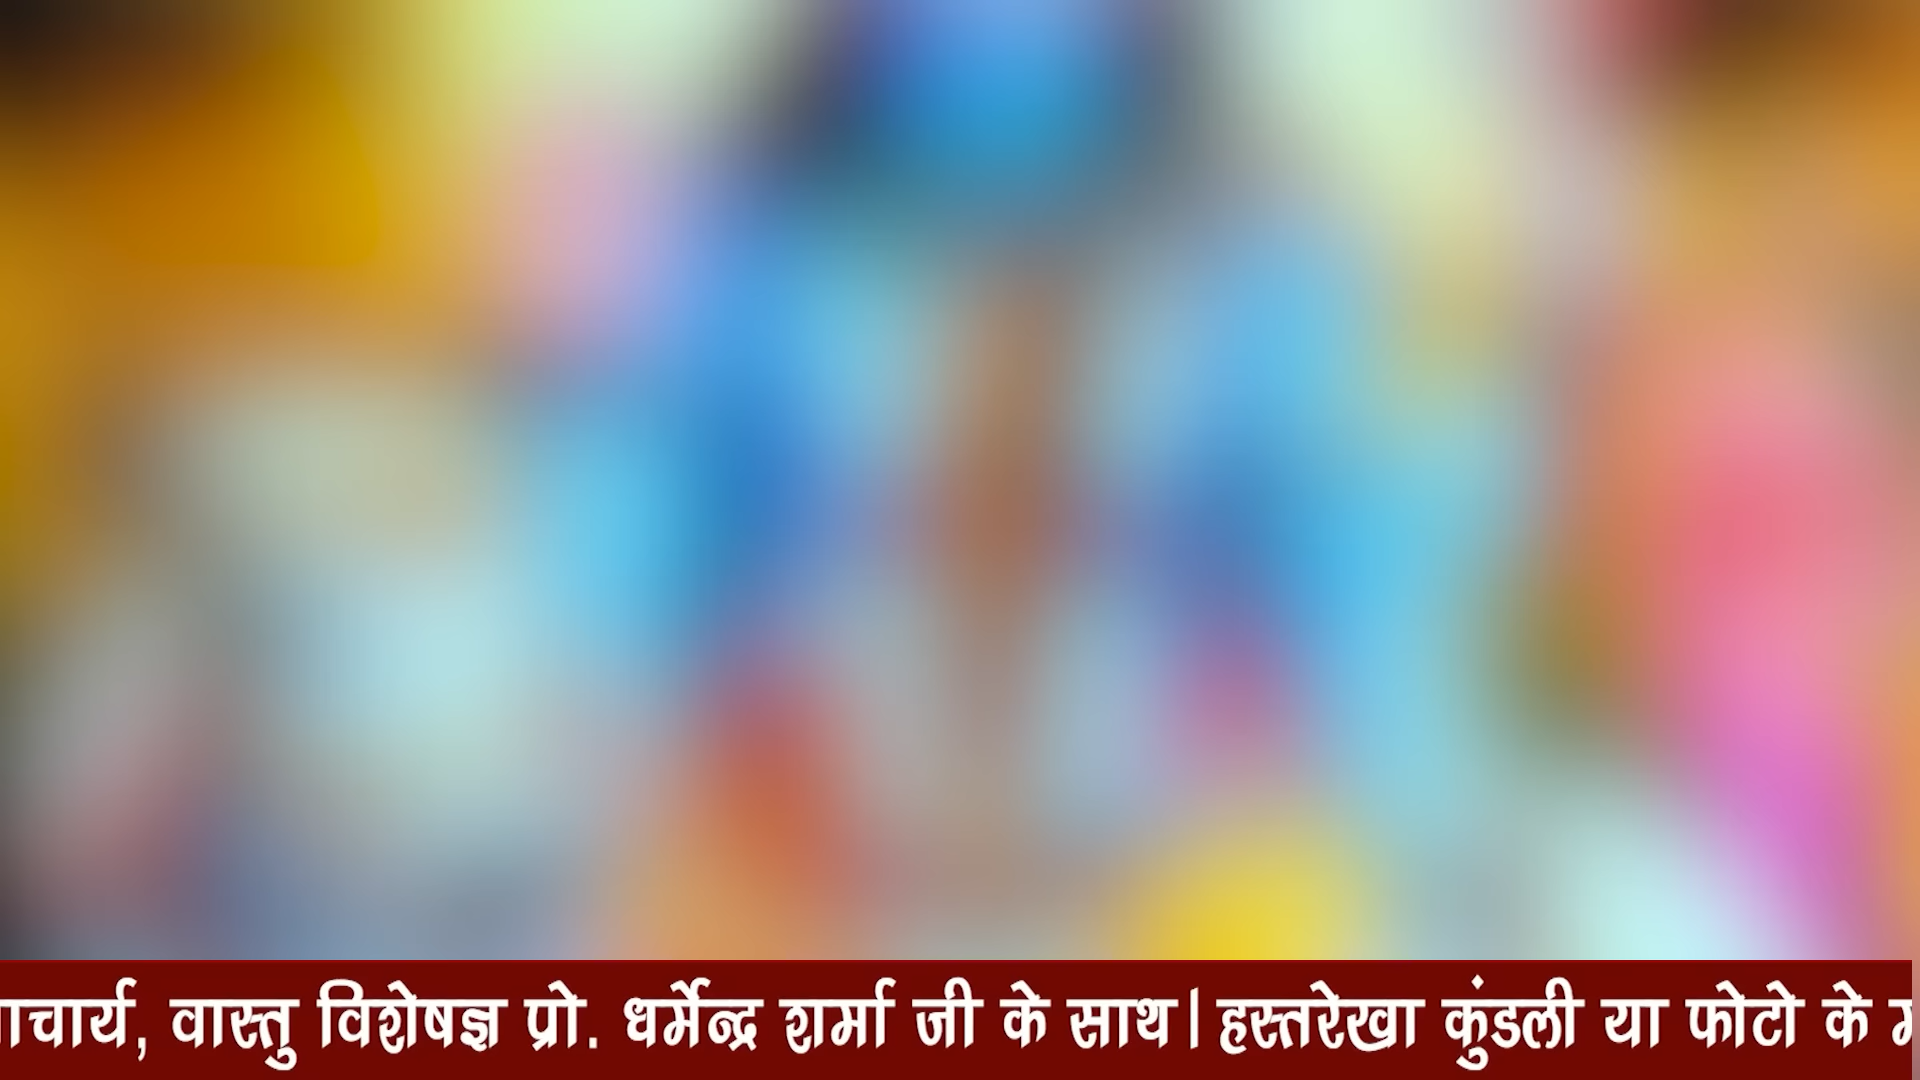 वास्तु विशेषज्ञ प्रो. धर्मेन्द्र शर्मा जी के साथ। हस्तरेखा कुंडली या फोटो के